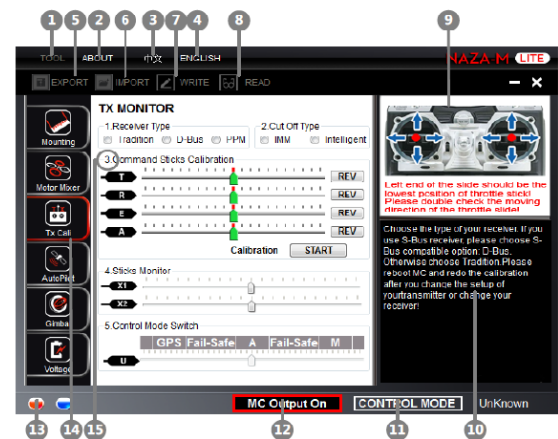 5 6 7 8 9
1 2 3 4
TOOL ABOUT 中文 ENGLISH NAZA-M LITE
EXPORT IMPORT WRITE READ
Mounting
Motor Mixer
Tx Cali
AutoPilot
Gimbal
Voltage
TX MONITOR
1.Receiver Type
Tradition D-Bus PPM
2.Cut Off Type
IMM Intelligent
3.Command Sticks Calibration
T REV
R REV
E REV
A REV
Calibration START
4.Sticks Monitor
X1
X2
5.Control Mode Switch
GPS Fail-Safe A Fail-Safe M
U
Left end of the slide should be the
lowest position of throttle stick!
Please double check the moving
direction of the throttle slide!
Choose the type of your receiver. If you
use S-Bus receiver, please choose S-
Bus compatible option: D-Bus.
Otherwise choose Tradition.Please
reboot MC and redo the calibration
after you change the setup of
yourtransmitter or change your
receiver!
MC Output On CONTROL MODE UnKnown
13 14 15 12 11 10